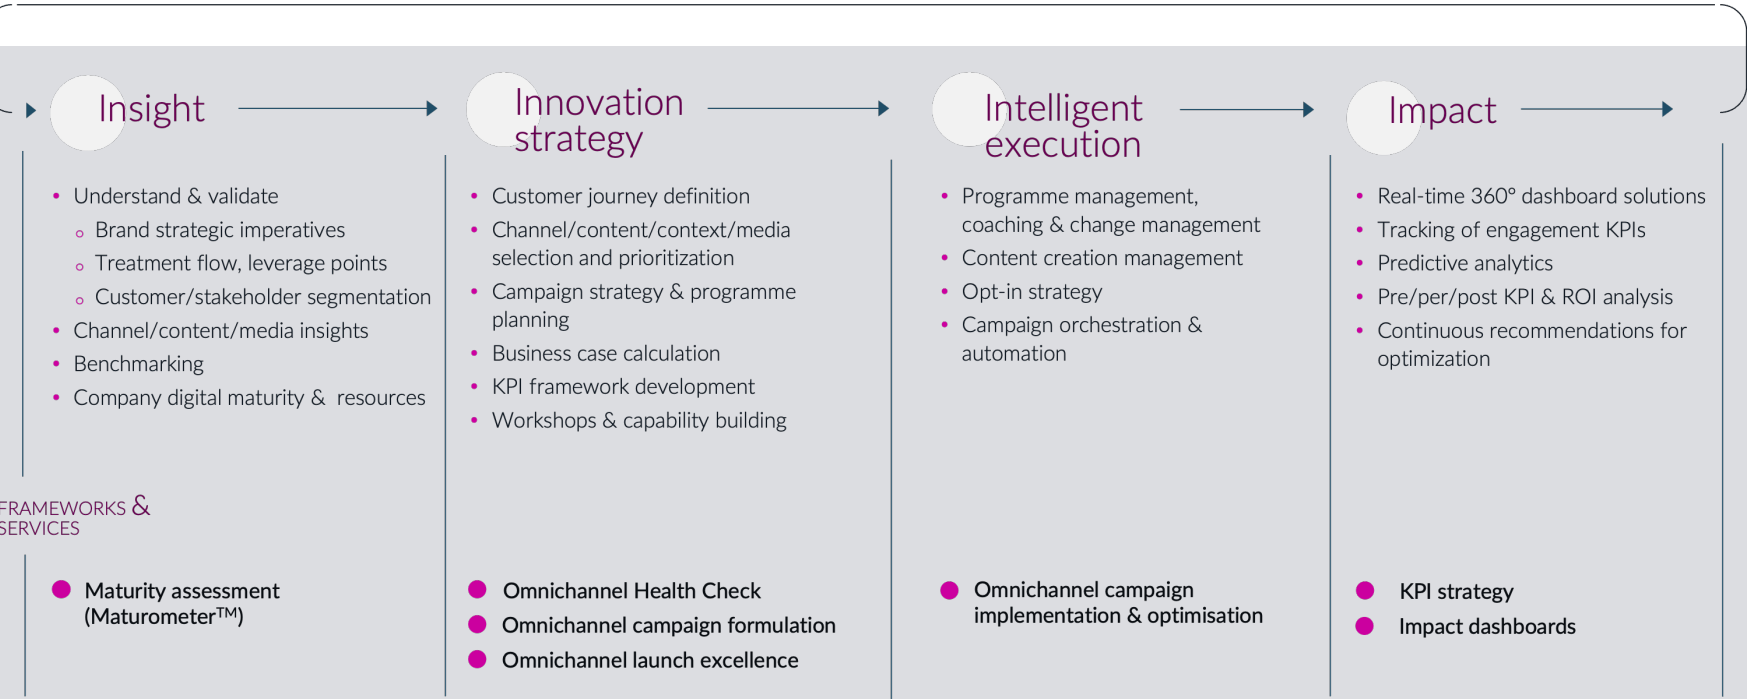 Insight
• Understand & validate
o Brand strategic imperatives
o Treatment flow, leverage points
o Customer/stakeholder segmentation
• Channel/content/media insights
• Benchmarking
• Company digital maturity & resources
Innovation
strategy
• Customer journey definition
• Channel/content/context/media
selection and prioritization
• Campaign strategy & programme
planning
• Business case calculation
• KPI framework development
• Workshops & capability building
Intelligent
execution
• Programme management,
coaching & change management
• Content creation management
• Opt-in strategy
• Campaign orchestration &
automation
Impact
• Real-time 360° dashboard solutions
• Tracking of engagement KPIs
• Predictive analytics
• Pre/per/post KPI & ROI analysis
• Continuous recommendations for
optimization
FRAMEWORKS &
SERVICES
● Maturity assessment
(Maturometer™)
● Omnichannel Health Check
● Omnichannel campaign formulation
● Omnichannel launch excellence
● Omnichannel campaign
implementation & optimisation
● KPI strategy
● Impact dashboards